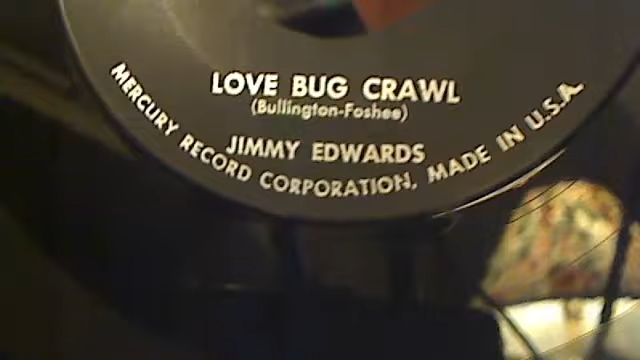 LOVE BUG CRAWL
(Bullington-Foshee)
JIMMY EDWARDS
MERCURY RECORD CORPORATION. MADE IN U.S.A.